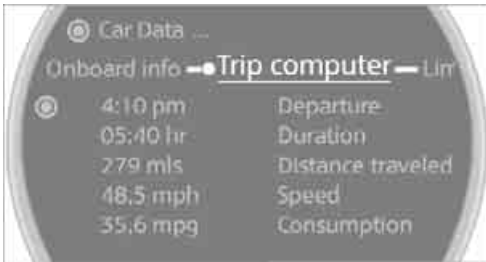 Car Data ...
Onboard info Trip computer Lim
4:10 pm Departure
05:40 hr Duration
279 mls Distance traveled
48.5 mph Speed
35.6 mpg Consumption